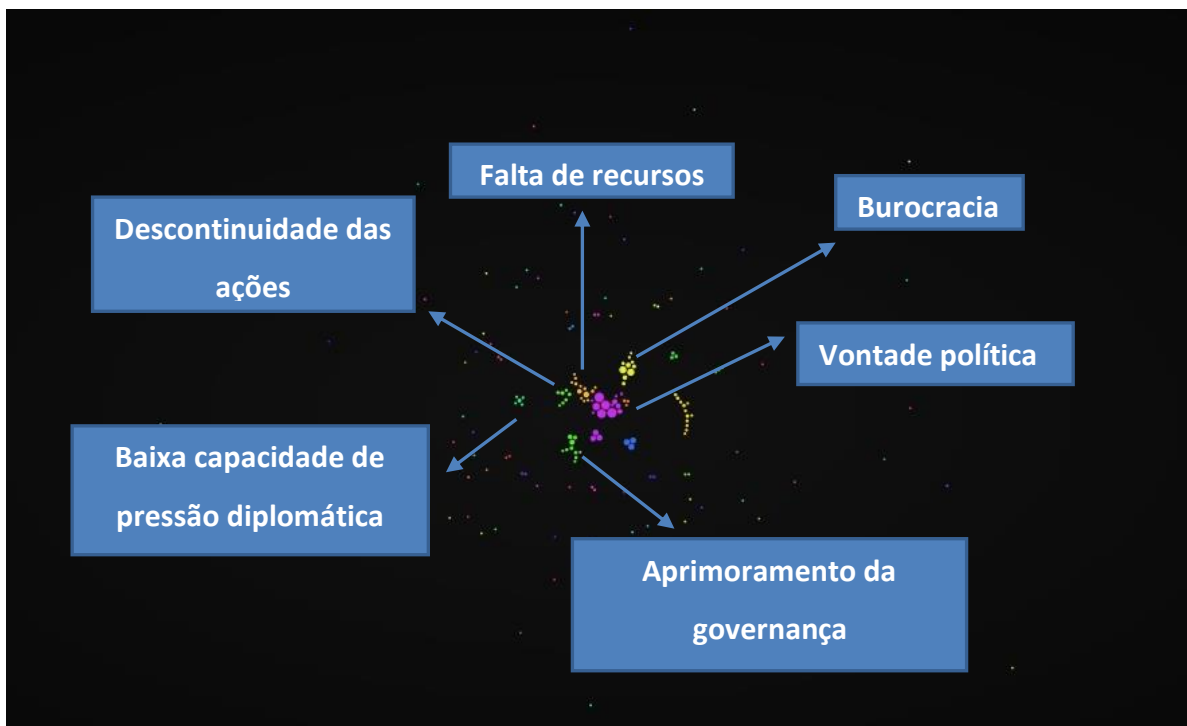 Falta de recursos
Burocracia
Descontinuidade das
ações
Vontade política
Baixa capacidade de
pressão diplomática
Aprimoramento da
governança